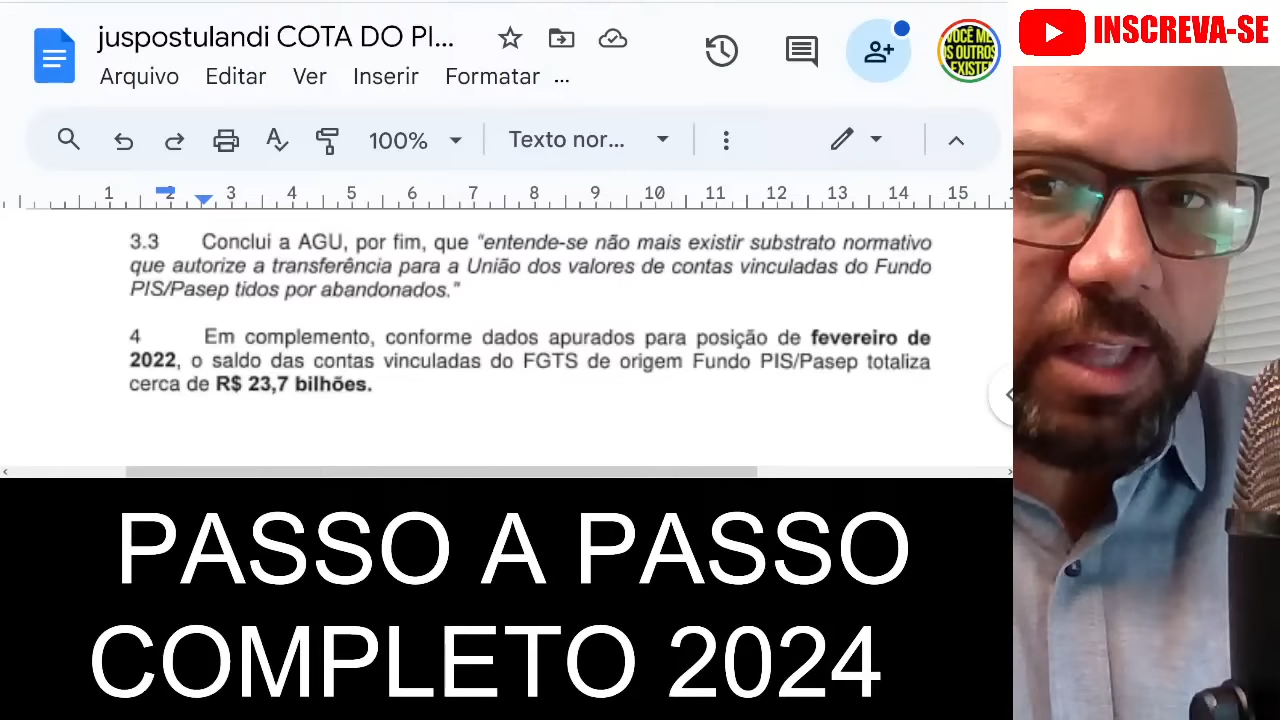 juspostulandi COTA DO PI...
Arquivo Editar Ver Inserir Formatar ...
100% Texto nor...
1 2 3 4 5 6 7 8 9 10 11 12 13 14 15
3.3 Conclui a AGU, por fim, que "entende-se não mais existir substrato normativo
que autorize a transferência para a União dos valores de contas vinculadas do Fundo
PIS/Pasep tidos por abandonados."
4 Em complemento, conforme dados apurados para posição de fevereiro de
2022, o saldo das contas vinculadas do FGTS de origem Fundo PIS/Pasep totaliza
cerca de R$ 23,7 bilhões.
PASSO A PASSO
COMPLETO 2024
INSCREVA-SE